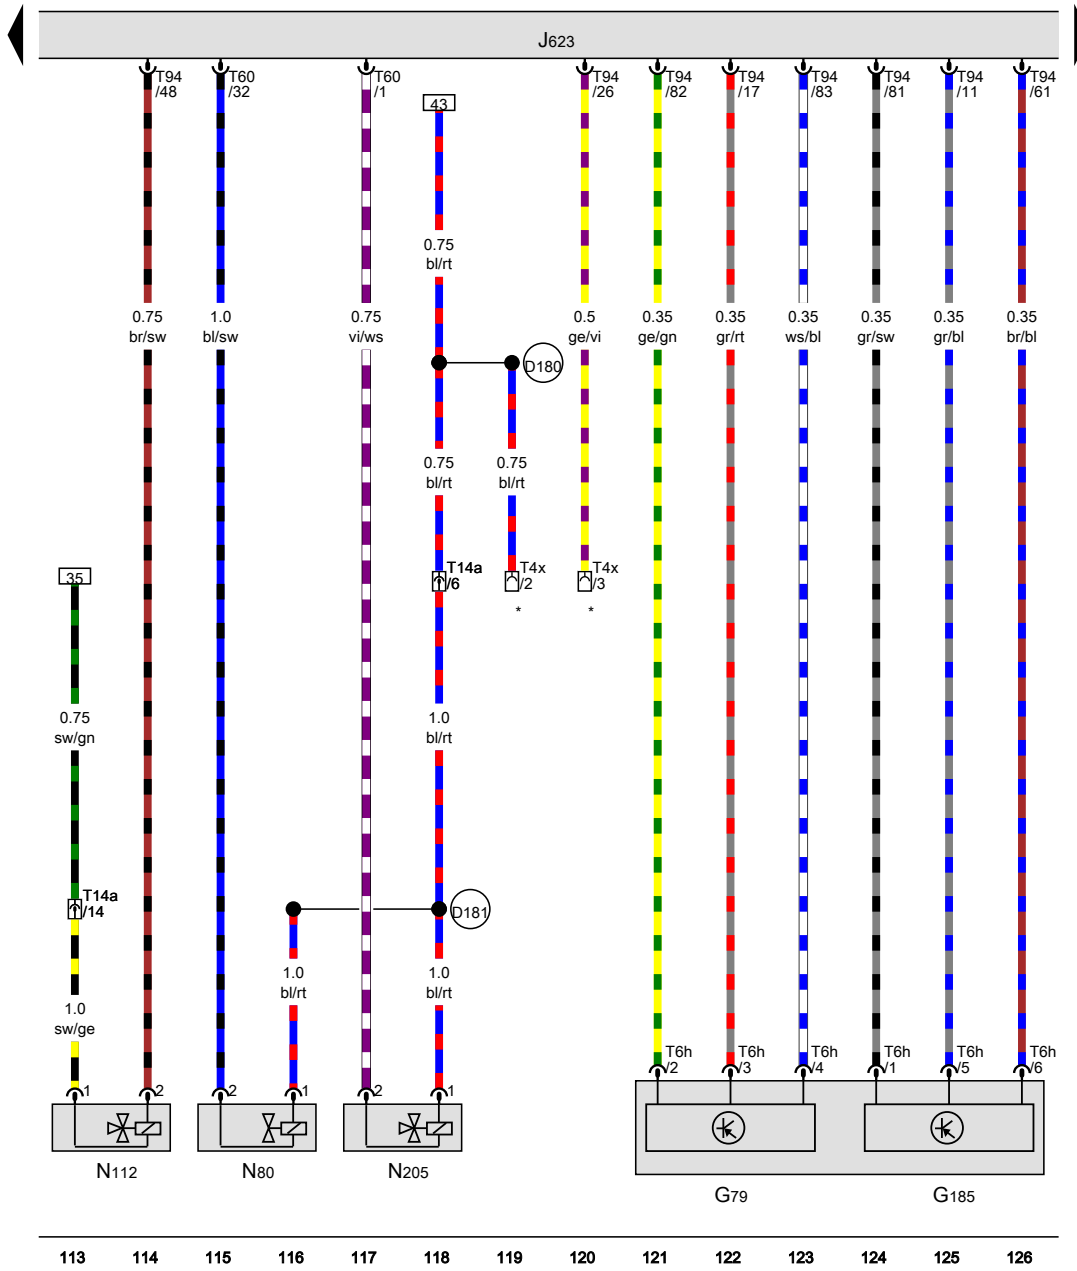 J623
T94
/48
T60
/32
T60
/1
T94
/26
T94
/82
T94
/17
T94
/83
T94
/81
T94
/11
T94
/61
43
0.75
bl/rt
0.75
br/sw
1.0
bl/sw
0.75
vi/ws
0.5
ge/vi
0.35
ge/gn
0.35
gr/rt
0.35
ws/bl
0.35
gr/sw
0.35
gr/bl
0.35
br/bl
D180
0.75
bl/rt
0.75
bl/rt
35
T14a
/6
T4x
/2
T4x
/3
*
*
0.75
sw/gn
1.0
bl/rt
T14a
/14
D181
1.0
sw/ge
1.0
bl/rt
1.0
bl/rt
T6h
/2
T6h
/3
T6h
/4
T6h
/1
T6h
/5
T6h
/6
1
2
2
1
2
1
N112
N80
N205
G79
G185
113 114 115 116 117 118 119 120 121 122 123 124 125 126